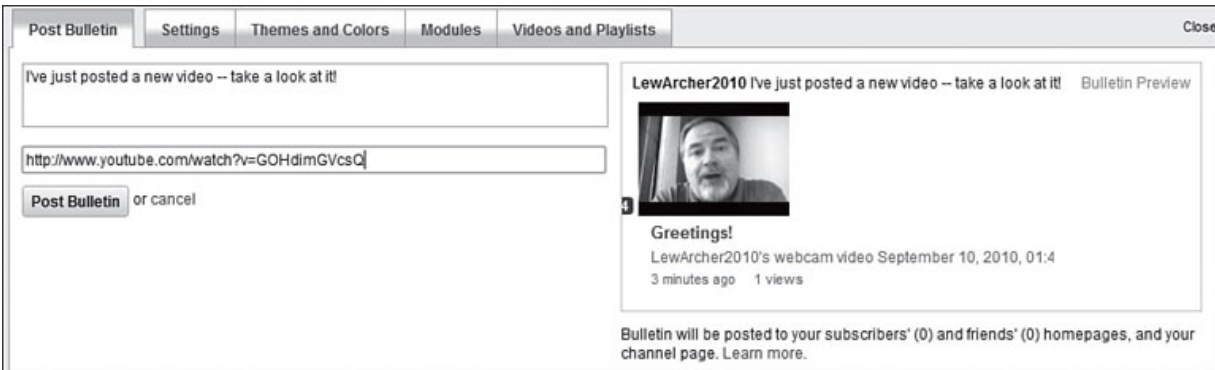 Post Bulletin
Settings
Themes and Colors
Modules
Videos and Playlists
Close
I've just posted a new video -- take a look at it!
http://www.youtube.com/watch?v=GOHdimGVcsQ
Post Bulletin or cancel
LewArcher2010 I've just posted a new video -- take a look at it! Bulletin Preview
4
Greetings!
LewArcher2010's webcam video September 10, 2010, 01:4
3 minutes ago 1 views
Bulletin will be posted to your subscribers' (0) and friends' (0) homepages, and your
channel page. Learn more.